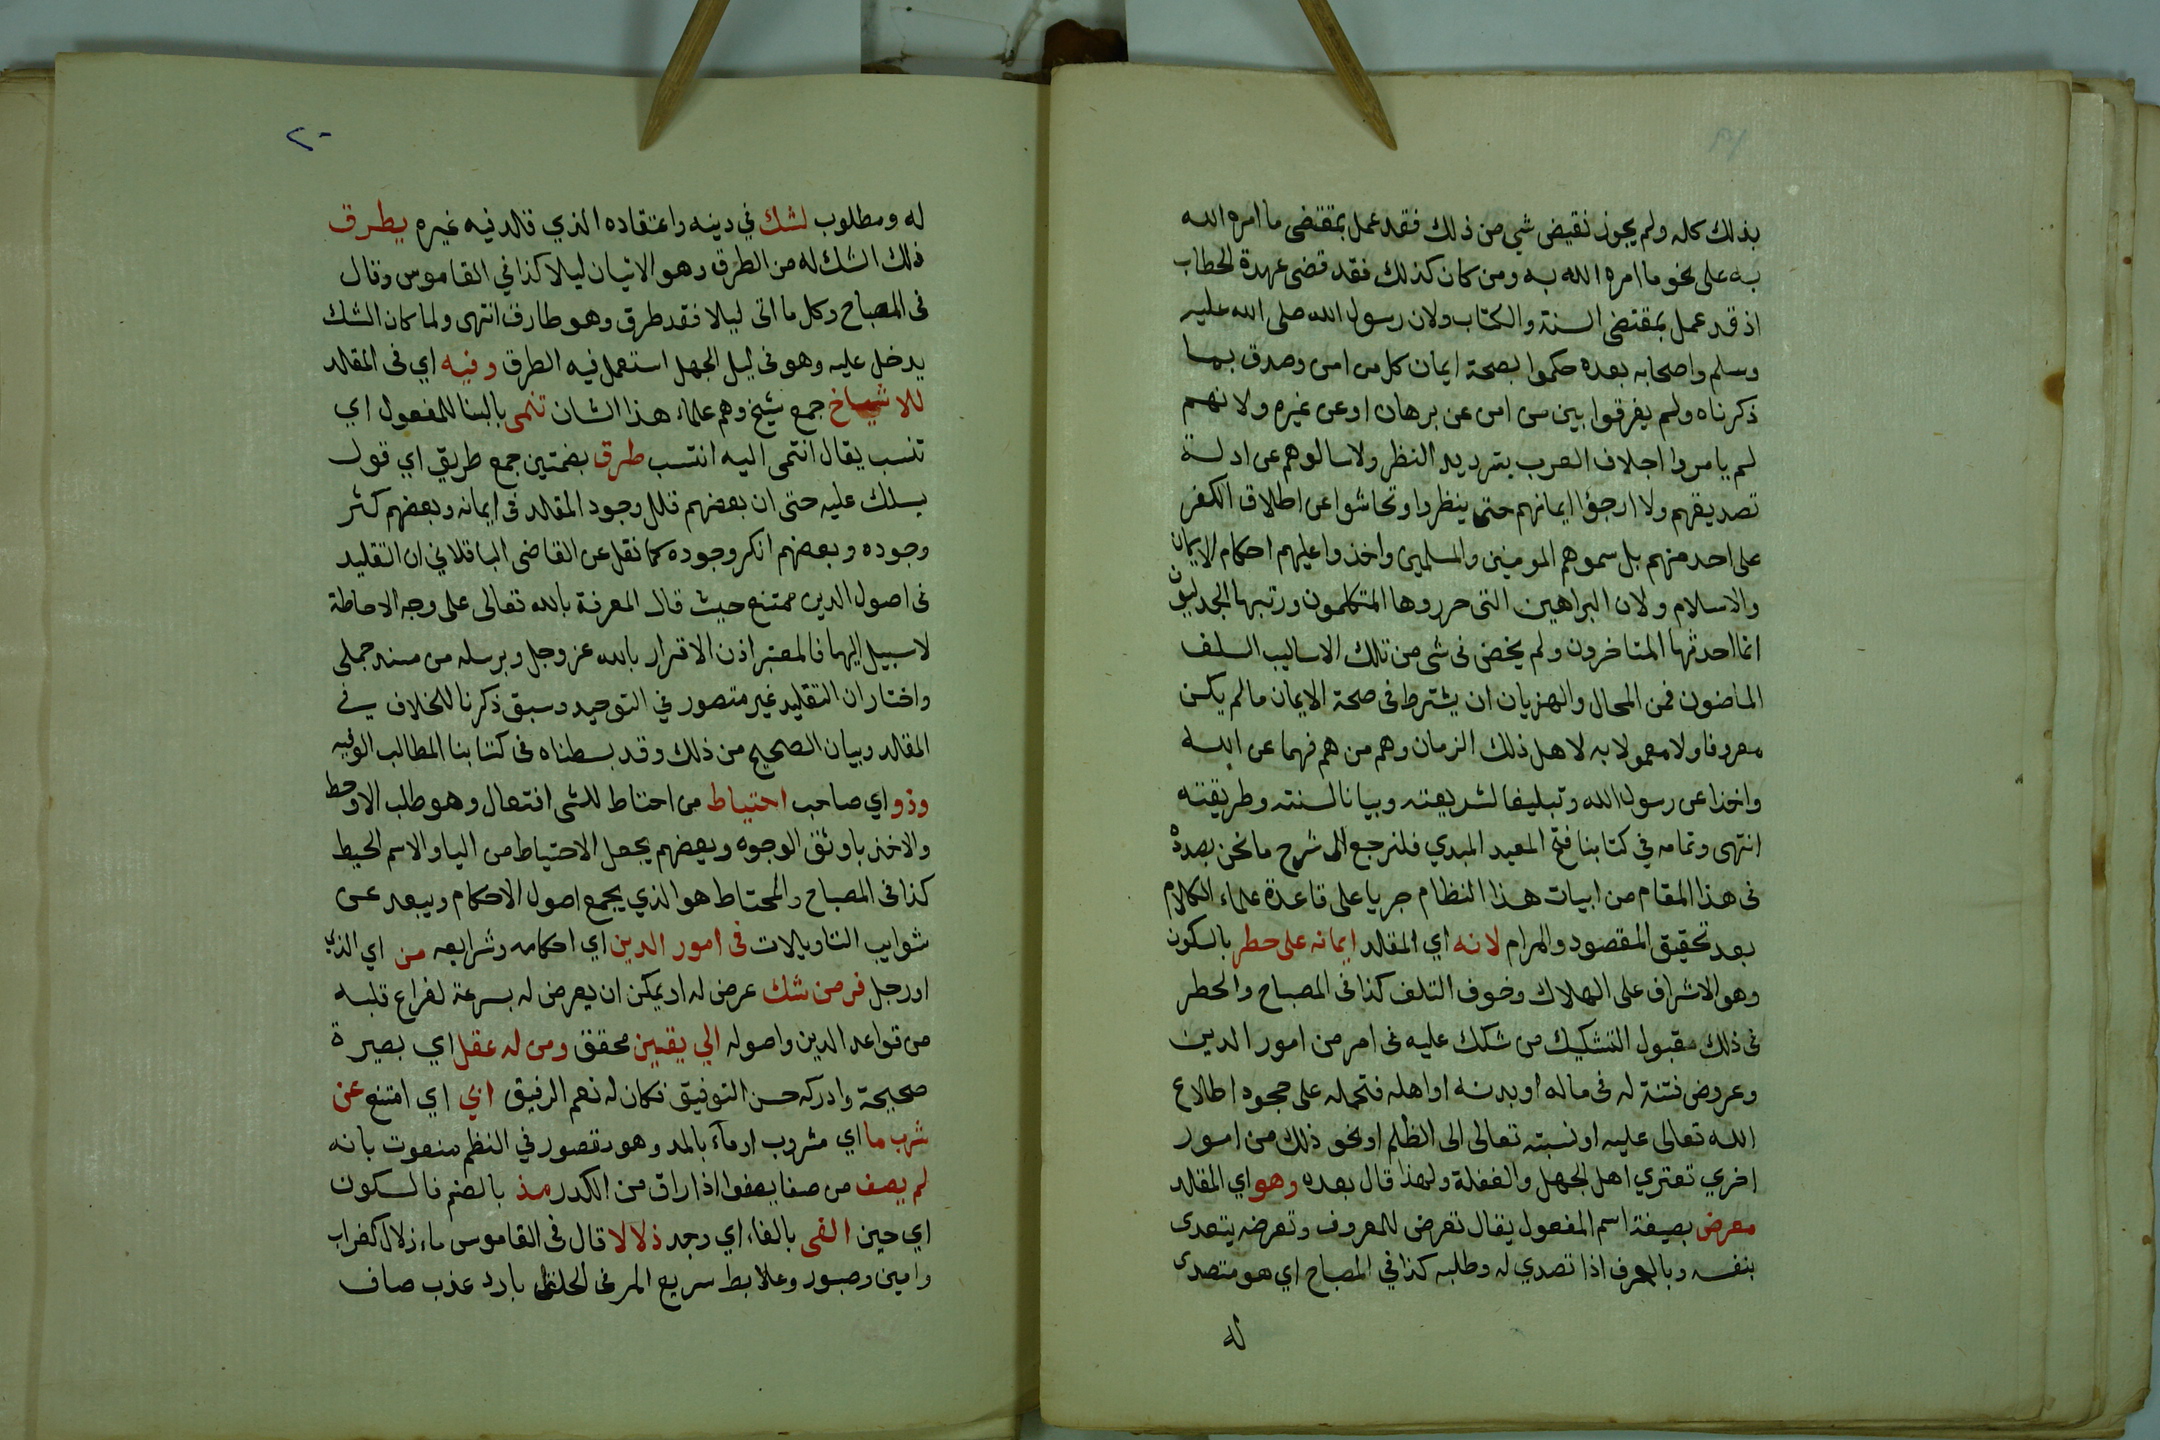 بذلك كله ولم يجوز نقيض شي من ذلك فقد عمل بمقتضى ما امره الله
به على نحو ما امره الله به ومن كان كذلك فقد قضى عهدة الخطاب
اذ قد عمل بمقتضى السنة والكتاب ولان رسول الله صلى الله عليه
وسلم واصحابه بعده حكموا بصحة ايمان كل من امن وصدق بما
ذكرناه ولم يفرقوا بين من امن عن برهان او عن غيره ولانهم
لم يامروا اجلاف العرب بترديد النظر ولا سالوهم عن ادلة
تصديقهم ولا ارجؤا ايمانهم حتى ينظروا وتحاشوا عن اطلاق الكفر
على احد منهم بل سموهم المومنين والمسلمين واخذوا عليهم احكام الايمان
والاسلام ولان البراهين التي حررها المتكلمون ورتبها الجدليون
انما احدثها المتاخرون ولم يخض في شي من تلك الاساليب السلف
الماضون فمن المحال والهزيان ان يشترط في صحة الايمان ما لم يكن
معروفا ولا معمولا به لاهل ذلك الزمان وهم من هم فهما عن الله
واخذا عن رسول الله وتبليغا لشريعته وبيانا لسنته وطريقته
انتهى وتمامه في كتابنا فتح المعيد المبدي فلنرجع الى شرح ما نحن بصدده
في هذا المقام من ابيات هذا النظام جريا على قاعدة علماء الكلام
بعد تحقيق المقصود والمرام لانه اي المقلد ايمانه على خطر بالسكون
وهو الاشراف على الهلاك وخوف التلف كذا في المصباح والخطر
في ذلك مقبول التشكيك من شكك عليه في امر من امور الدين
وعروض فتنة له في ماله او بدنه او اهله فتحمله على جحود اطلاع
الله تعالى عليه او نسبته تعالى الى الظلم او نحو ذلك من امور
اخري تعتري اهل الجهل والغفلة ولهذا قال بعده وهو اي المقلد
معرض بصيغة اسم المفعول يقال تعرض للمعروف وتعرضه يتعدى
بنفسه وبالحرف اذا تصدي له وطلبه كذا في المصباح اي هو متصدى
له
٢٠
له ومطلوب لشك في دينه واعتقاده الذي قلد فيه غيره يطرق
ذلك الشك له من الطرق وهو الاتيان ليلا كذا في القاموس وقال
في المصباح وكل ما اتى ليلا فقد طرق وهو طارق انتهى ولما كان الشك
يدخل عليه وهو في ليل الجهل استعمل فيه الطرق وفيه اي في المقلد
للاشياخ جمع شيخ وهم علماء هذا الشان تنمى بالبنا للمفعول اي
تنسب يقال انتمى اليه انتسب طرق بضمتين جمع طريق اي قول
يسلك عليه حتى ان بعضهم قلل وجود المقلد في ايمانه وبعضهم كثر
وجوده وبعضهم انكر وجوده كما نقل عن القاضي الباقلاني ان التقليد
في اصول الدين ممتنع حيث قال المعرفة بالله تعالى على وجه الاحاطة
لا سبيل اليها فالمعتبر اذن الاقرار بالله عز وجل وبرسله من مسند جملي
واختار ان التقليد غير متصور في التوحيد وسبق ذكرنا للخلاف في
المقلد وبيان الصحيح من ذلك وقد بسطناه في كتابنا المطالب الوفيه
وذو اي صاحب احتياط من احتاط للشي افتعال وهو طلب الاوحط
والاخذ باوثق الوجوه وبعضهم يجعل الاحتياط من اليا والاسم الحيط
كذا في المصباح والمحتاط هو الذي يجمع اصول الاحكام ويبعد عن
شوايب التاويلات في امور الدين اي احكامه وشرايعه من اي الذي
او رجل فر من شك عرض له او يمكن ان يعرض له بسرعة لفراغ قلبه
من قواعد الدين واصوله الي يقين محقق ومن له عقل اي بصيرة
صحيحة وادركه حسن التوفيق فكان له نعم الرفيق ابي اي امتنع عن
شرب ما اي مشروب او ماء بالمد وهو مقصور في النظم منعوت بانه
لم يصف من صفا يصفوا اذا راق من الكدر مذ بالضم فالسكون
اي حين الفى بالفاء اي وجد ذلالا قال في القاموس ماء زلال كغراب
وامين وصبور وعلابط سريع المر في الحلق بارد عذب صاف